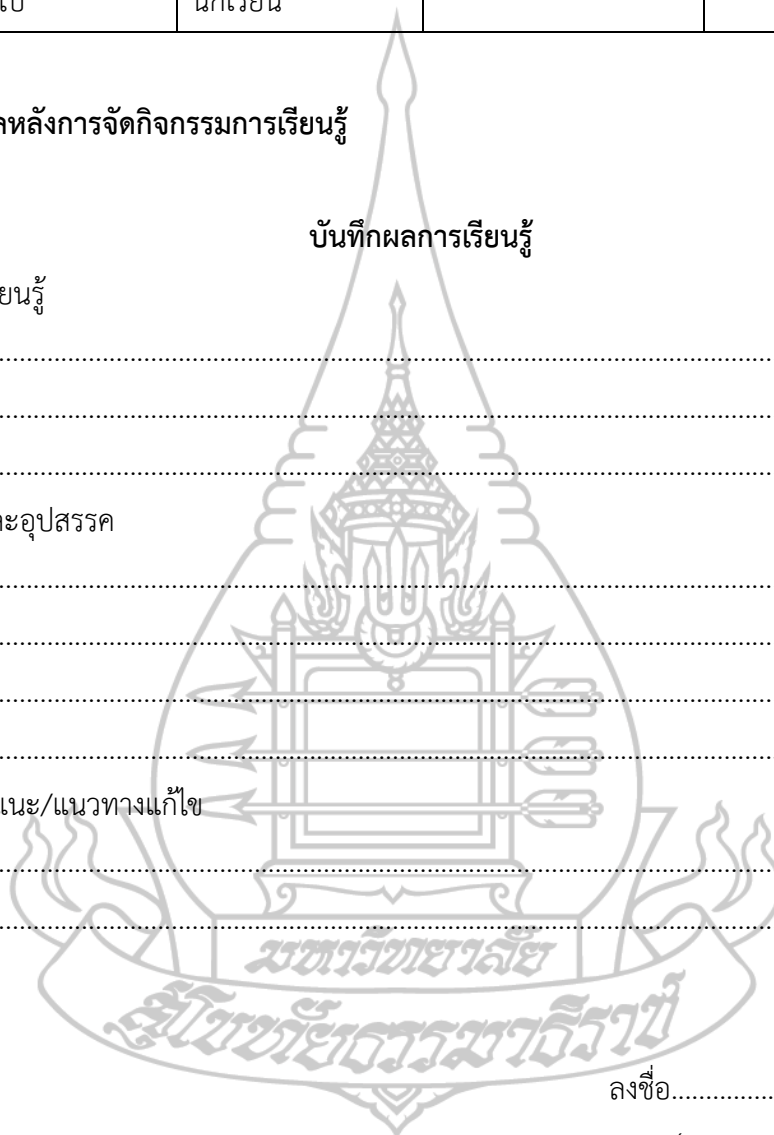 นักเรียน
ลหลังการจัดกิจกรรมการเรียนรู้
บันทึกผลการเรียนรู้
ยนรู้
................................................................................
................................................................................
................................................................................
ะอุปสรรค
................................................................................
................................................................................
................................................................................
................................................................................
แนะ/แนวทางแก้ไข
................................................................................
................................................................................
มหาวิทยาลัย
สุโขทัยธรรมาธิราช
ลงชื่อ...............